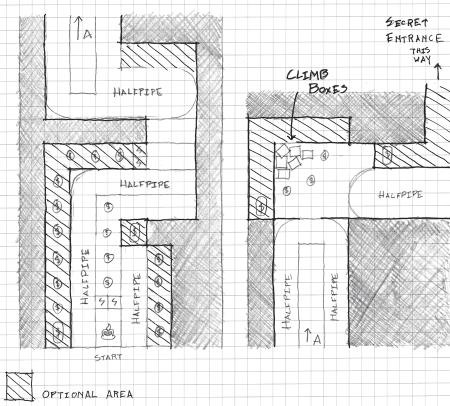 SECRET
ENTRANCE
THIS
WAY
A
CLIMB
BOXES
HALFPIPE
HALFPIPE
HALFPIPE
HALFPIPE
HALFPIPE
HALFPIPE
HALFPIPE
A
START
OPTIONAL AREA